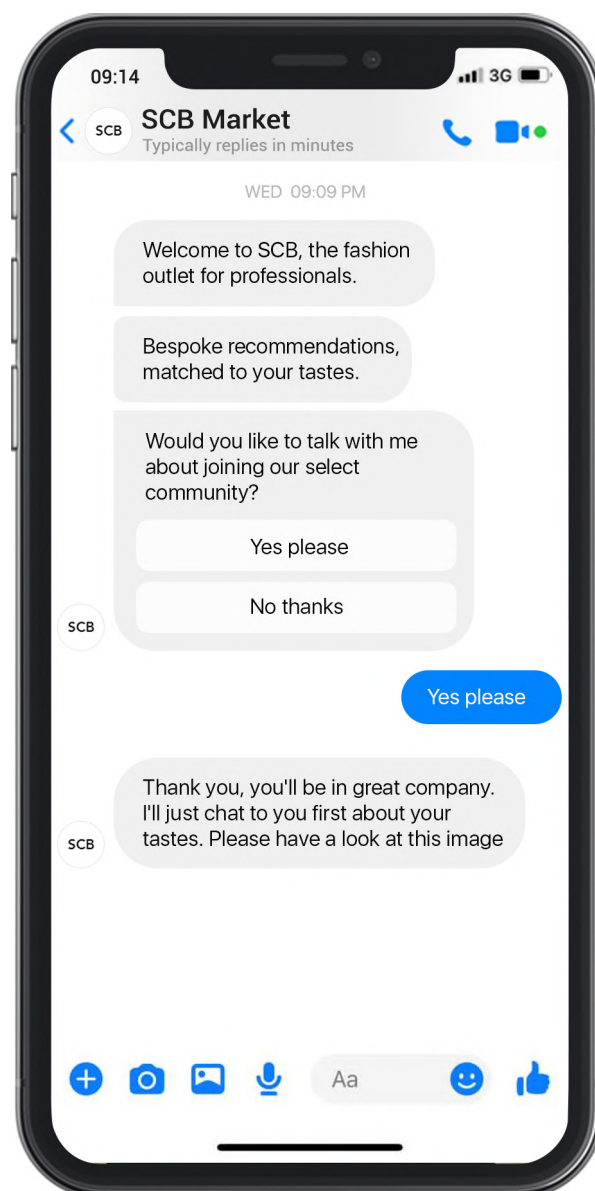 09:14
3G
SCB
SCB Market
Typically replies in minutes
WED 09:09 PM
Welcome to SCB, the fashion
outlet for professionals.
Bespoke recommendations,
matched to your tastes.
Would you like to talk with me
about joining our select
community?
Yes please
No thanks
SCB
Yes please
Thank you, you'll be in great company.
I'll just chat to you first about your
tastes. Please have a look at this image
SCB
Aa